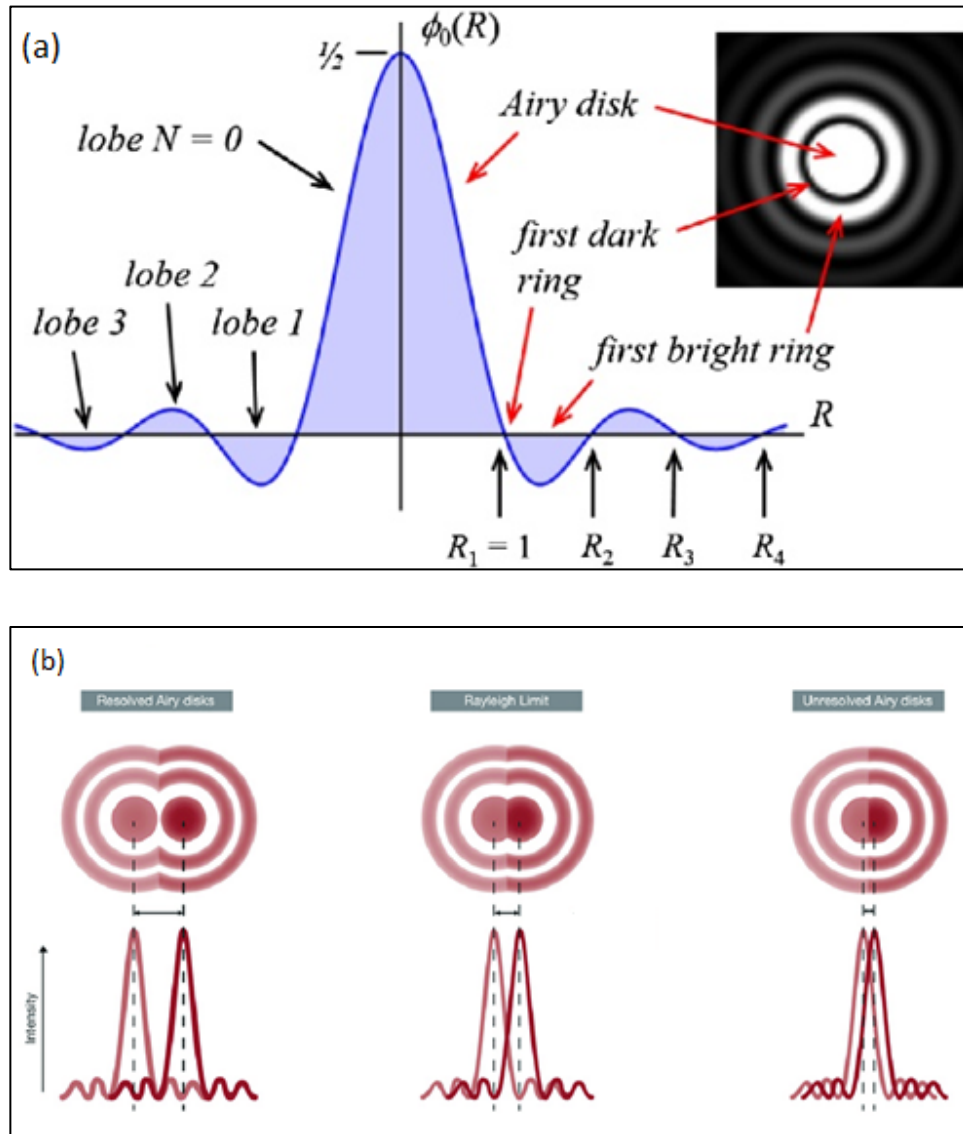 (a)
½
ϕ₀(R)
lobe N = 0
Airy disk
lobe 2
first dark
ring
lobe 3
lobe 1
first bright ring
R
R₁ = 1
R₂
R₃
R₄
(b)
Resolved Airy disks
Rayleigh Limit
Unresolved Airy disks
Intensity